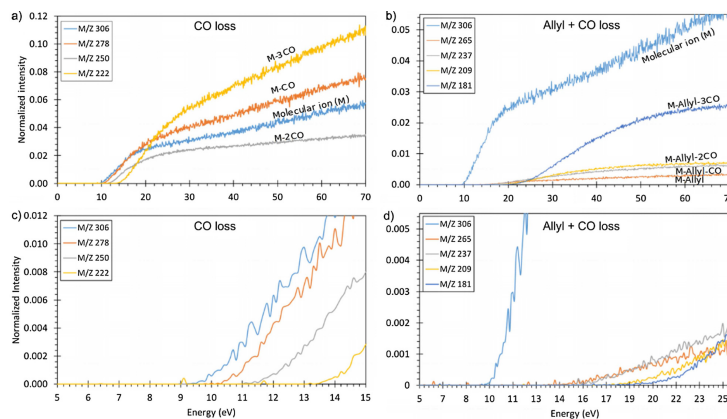 a) CO loss
Normalized intensity
0.12
0.10
0.08
0.06
0.04
0.02
0.00
M/Z 306
M/Z 278
M/Z 250
M/Z 222
M-3CO
M-CO
Molecular ion (M)
M-2CO
0 10 20 30 40 50 60 70
b) Allyl + CO loss
0.05
0.04
0.03
0.02
0.01
0.00
M/Z 306
M/Z 265
M/Z 237
M/Z 209
M/Z 181
Molecular ion (M)
M-Allyl-3CO
M-Allyl-2CO
M-Allyl-CO
M-Allyl
0 20 40 60
c) CO loss
Normalized Intensity
0.012
0.010
0.008
0.006
0.004
0.002
0.000
M/Z 306
M/Z 278
M/Z 250
M/Z 222
5 6 7 8 9 10 11 12 13 14 15
Energy (eV)
d) Allyl + CO loss
0.005
0.004
0.003
0.002
0.001
0
M/Z 306
M/Z 265
M/Z 237
M/Z 209
M/Z 181
5 6 8 9 10 11 13 14 15 16 17 19 20 21 22 23
Energy (eV)